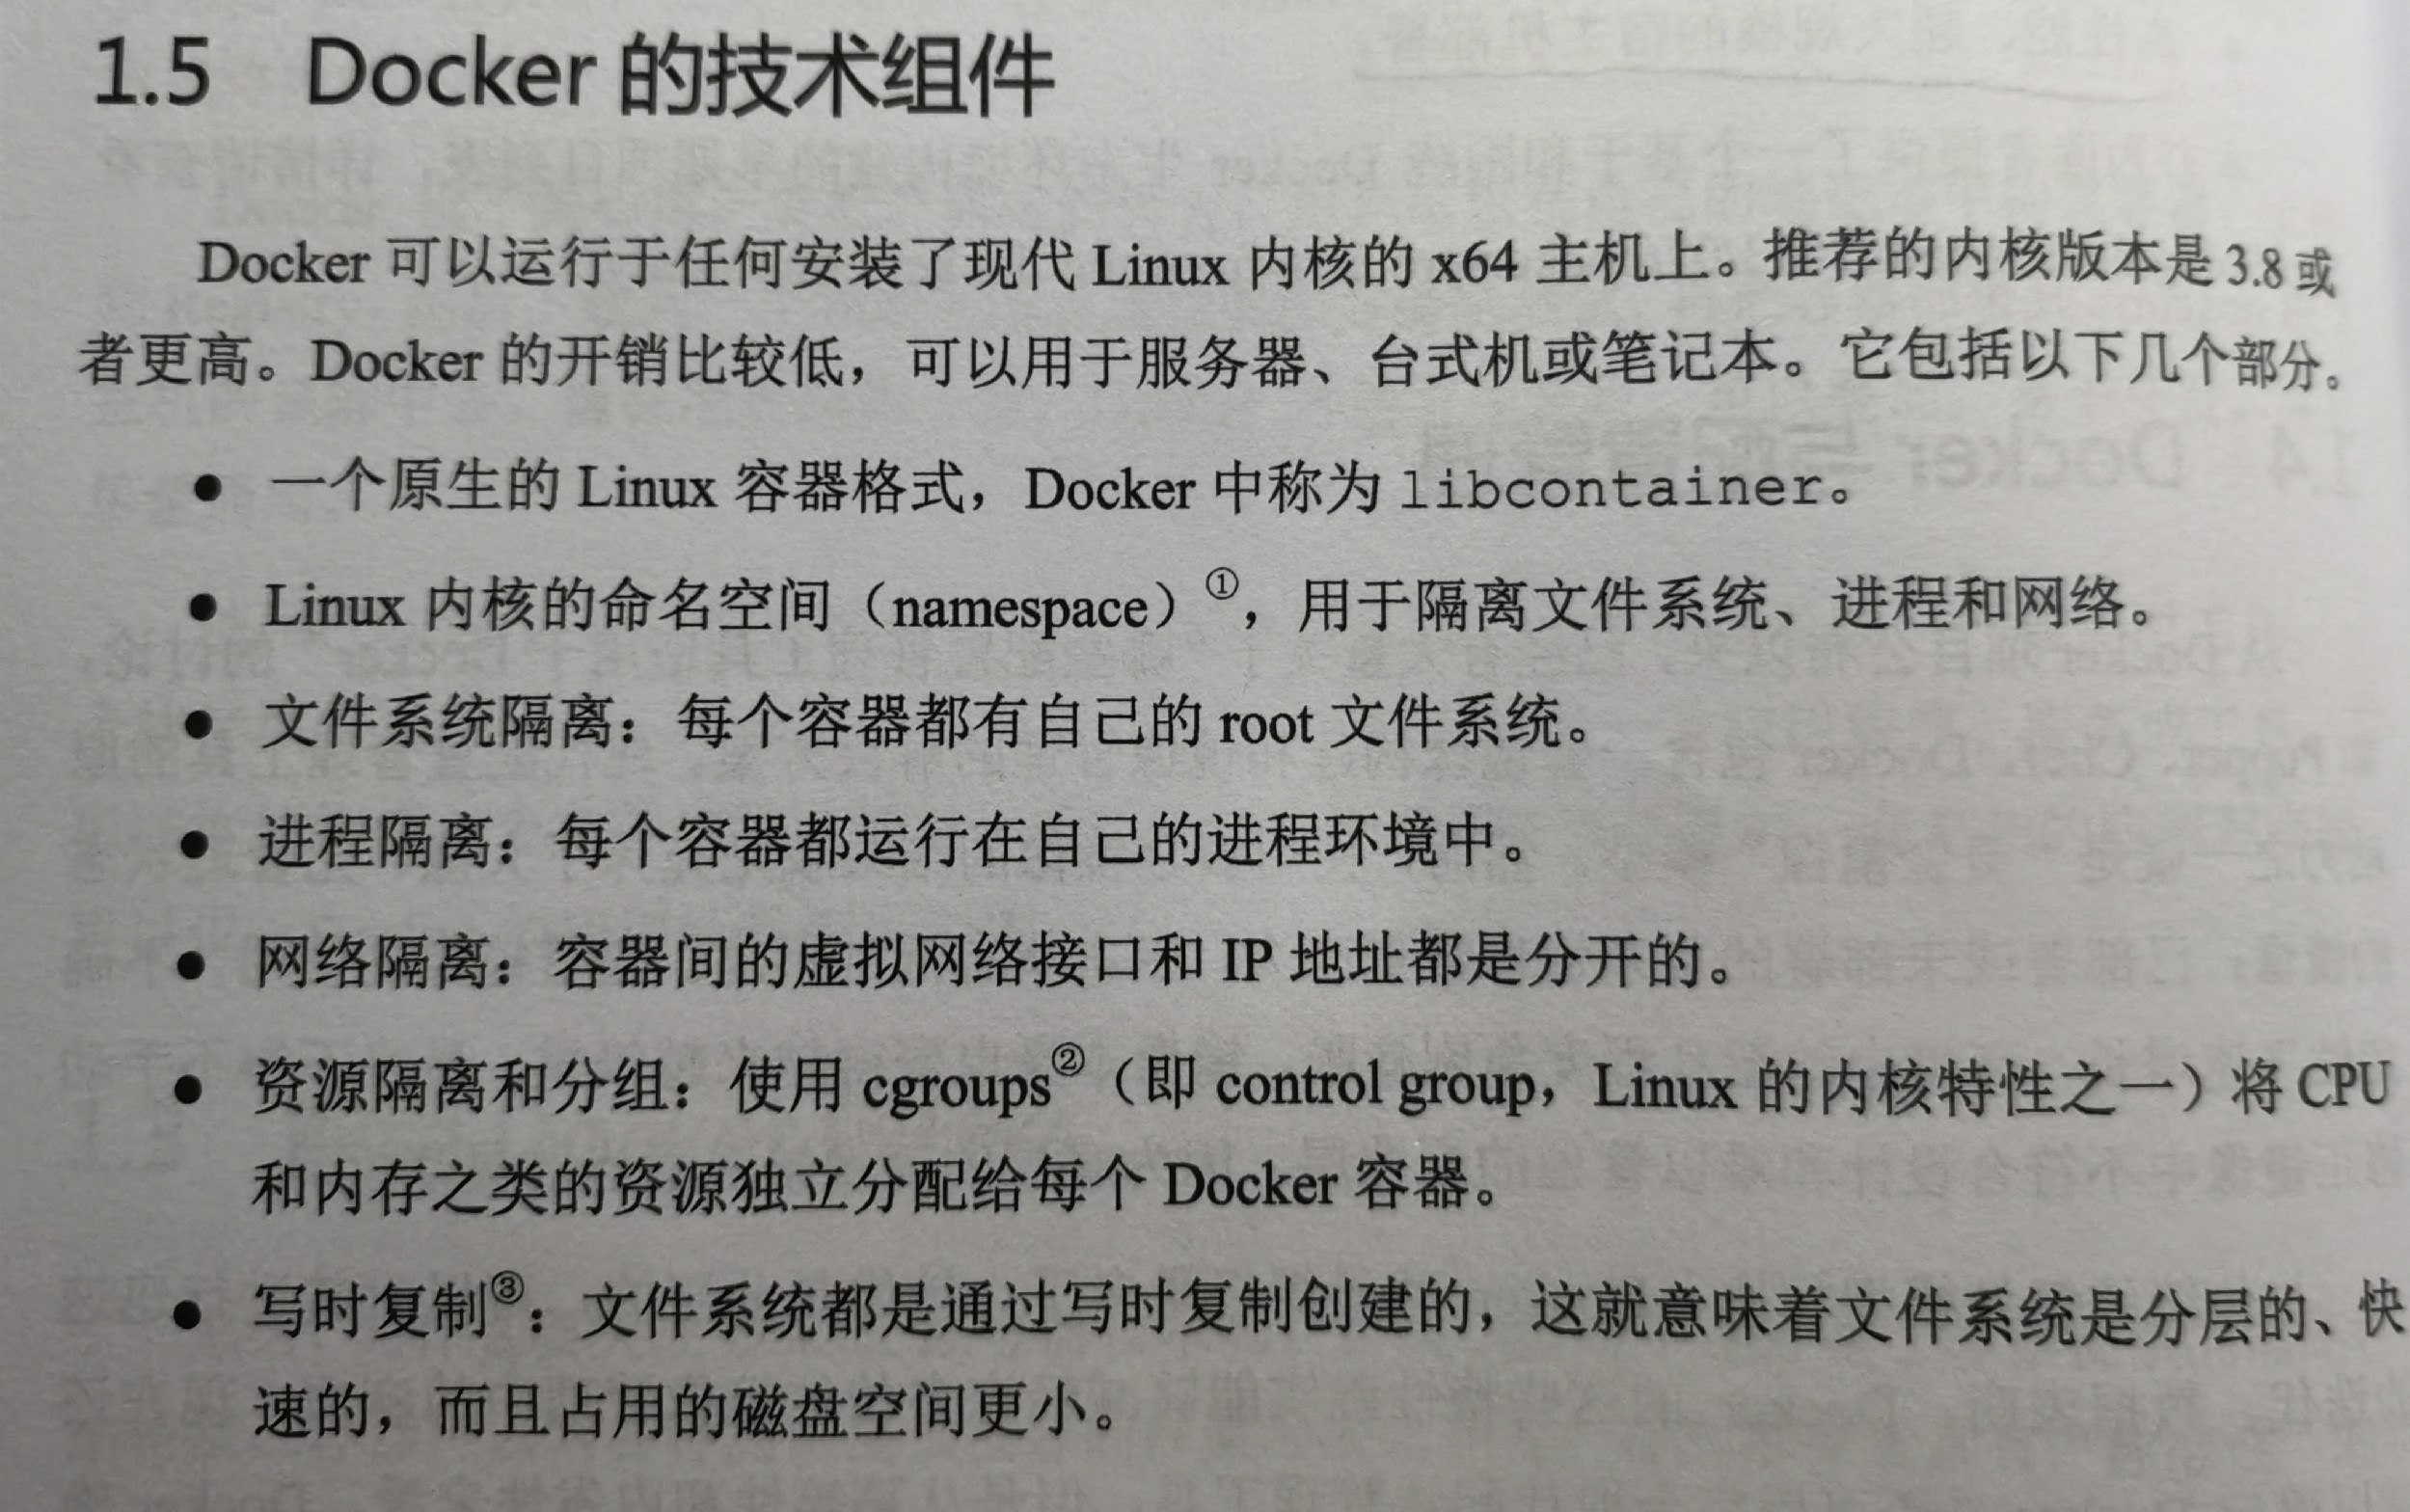 1.5 Docker 的技术组件
Docker 可以运行于任何安装了现代 Linux 内核的 x64 主机上。推荐的内核版本是 3.8 或
者更高。Docker 的开销比较低，可以用于服务器、台式机或笔记本。它包括以下几个部分。
● 一个原生的 Linux 容器格式，Docker 中称为 libcontainer。
● Linux 内核的命名空间（namespace）①，用于隔离文件系统、进程和网络。
● 文件系统隔离：每个容器都有自己的 root 文件系统。
● 进程隔离：每个容器都运行在自己的进程环境中。
● 网络隔离：容器间的虚拟网络接口和 IP 地址都是分开的。
● 资源隔离和分组：使用 cgroups②（即 control group，Linux 的内核特性之一）将 CPU
和内存之类的资源独立分配给每个 Docker 容器。
● 写时复制③：文件系统都是通过写时复制创建的，这就意味着文件系统是分层的、快
速的，而且占用的磁盘空间更小。